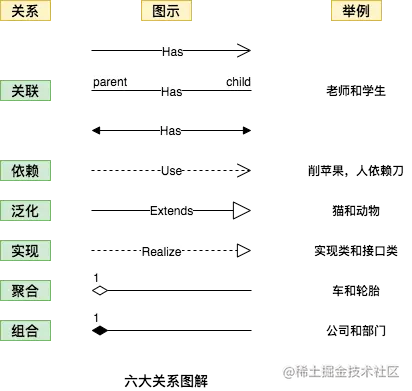 关系 图示 举例
Has
关联 parent Has child 老师和学生
Has
依赖 Use 削苹果，人依赖刀
泛化 Extends 猫和动物
实现 Realize 实现类和接口类
聚合 1 车和轮胎
组合 1 公司和部门
六大关系图解
@稀土掘金技术社区